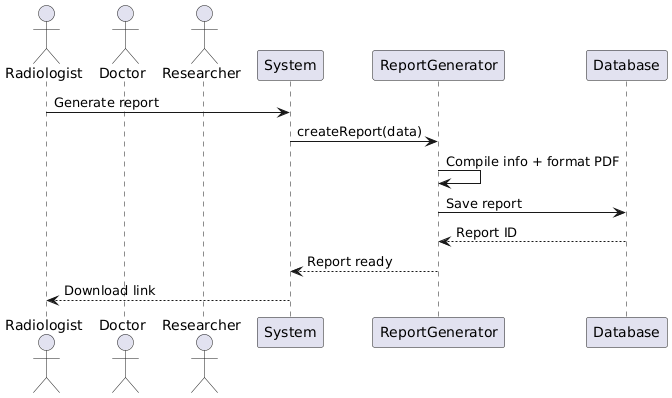 Radiologist Doctor Researcher System ReportGenerator Database
Generate report
createReport(data)
Compile info + format PDF
Save report
Report ID
Report ready
Download link
Radiologist Doctor Researcher System ReportGenerator Database